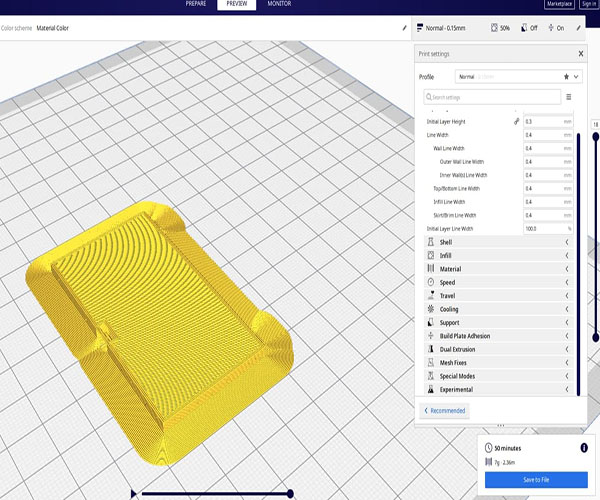 PREPARE PREVIEW MONITOR Marketplace Sign in
Color scheme Material Color
Normal - 0.15mm 50% Off On
Print settings
Profile Normal
Search settings
Initial Layer Height 0.3 mm
Line Width 0.4 mm
Wall Line Width 0.4 mm
Outer Wall Line Width 0.4 mm
Inner Wall(s) Line Width 0.4 mm
Top/Bottom Line Width 0.4 mm
Infill Line Width 0.4 mm
Skirt/Brim Line Width 0.4 mm
Initial Layer Line Width 100.0 %
Shell
Infill
Material
Speed
Travel
Cooling
Support
Build Plate Adhesion
Dual Extrusion
Mesh Fixes
Special Modes
Experimental
Recommended
18
50 minutes
7g · 2.36m
Save to File